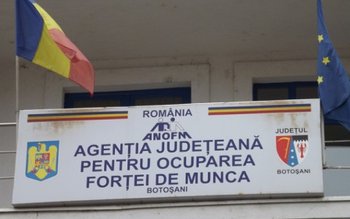 ROMÂNIA
ANOFM
AGENȚIA JUDEȚEANĂ
PENTRU OCUPAREA
FORȚEI DE MUNCA
BOTOȘANI
JUDEȚUL
BOTOȘANI